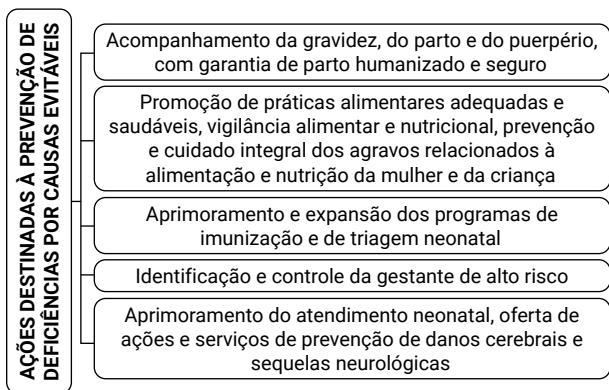 AÇÕES DESTINADAS À PREVENÇÃO DE
DEFICIÊNCIAS POR CAUSAS EVITÁVEIS
Acompanhamento da gravidez, do parto e do puerpério,
com garantia de parto humanizado e seguro
Promoção de práticas alimentares adequadas e
saudáveis, vigilância alimentar e nutricional, prevenção
e cuidado integral dos agravos relacionados à
alimentação e nutrição da mulher e da criança
Aprimoramento e expansão dos programas de
imunização e de triagem neonatal
Identificação e controle da gestante de alto risco
Aprimoramento do atendimento neonatal, oferta de
ações e serviços de prevenção de danos cerebrais e
sequelas neurológicas